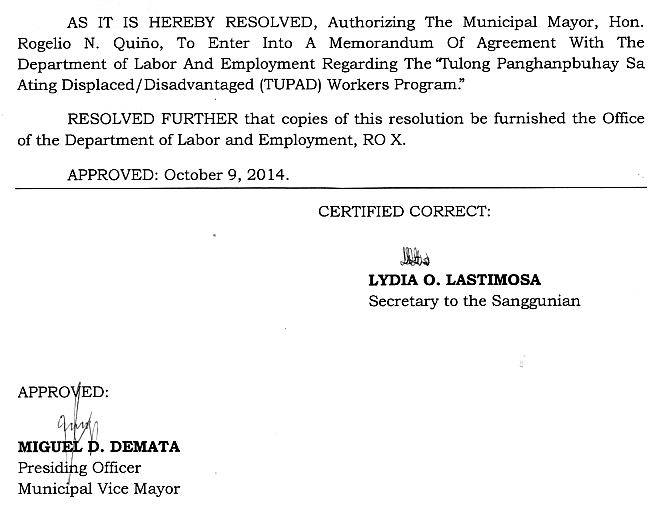 AS IT IS HEREBY RESOLVED, Authorizing The Municipal Mayor, Hon.
Rogelio N. Quiño, To Enter Into A Memorandum Of Agreement With The
Department of Labor And Employment Regarding The “Tulong Panghanpbuhay Sa
Ating Displaced/Disadvantaged (TUPAD) Workers Program.”
RESOLVED FURTHER that copies of this resolution be furnished the Office
of the Department of Labor and Employment, RO X.
APPROVED: October 9, 2014.
CERTIFIED CORRECT:
LYDIA O. LASTIMOSA
Secretary to the Sanggunian
APPROVED:
MIGUEL D. DEMATA
Presiding Officer
Municipal Vice Mayor